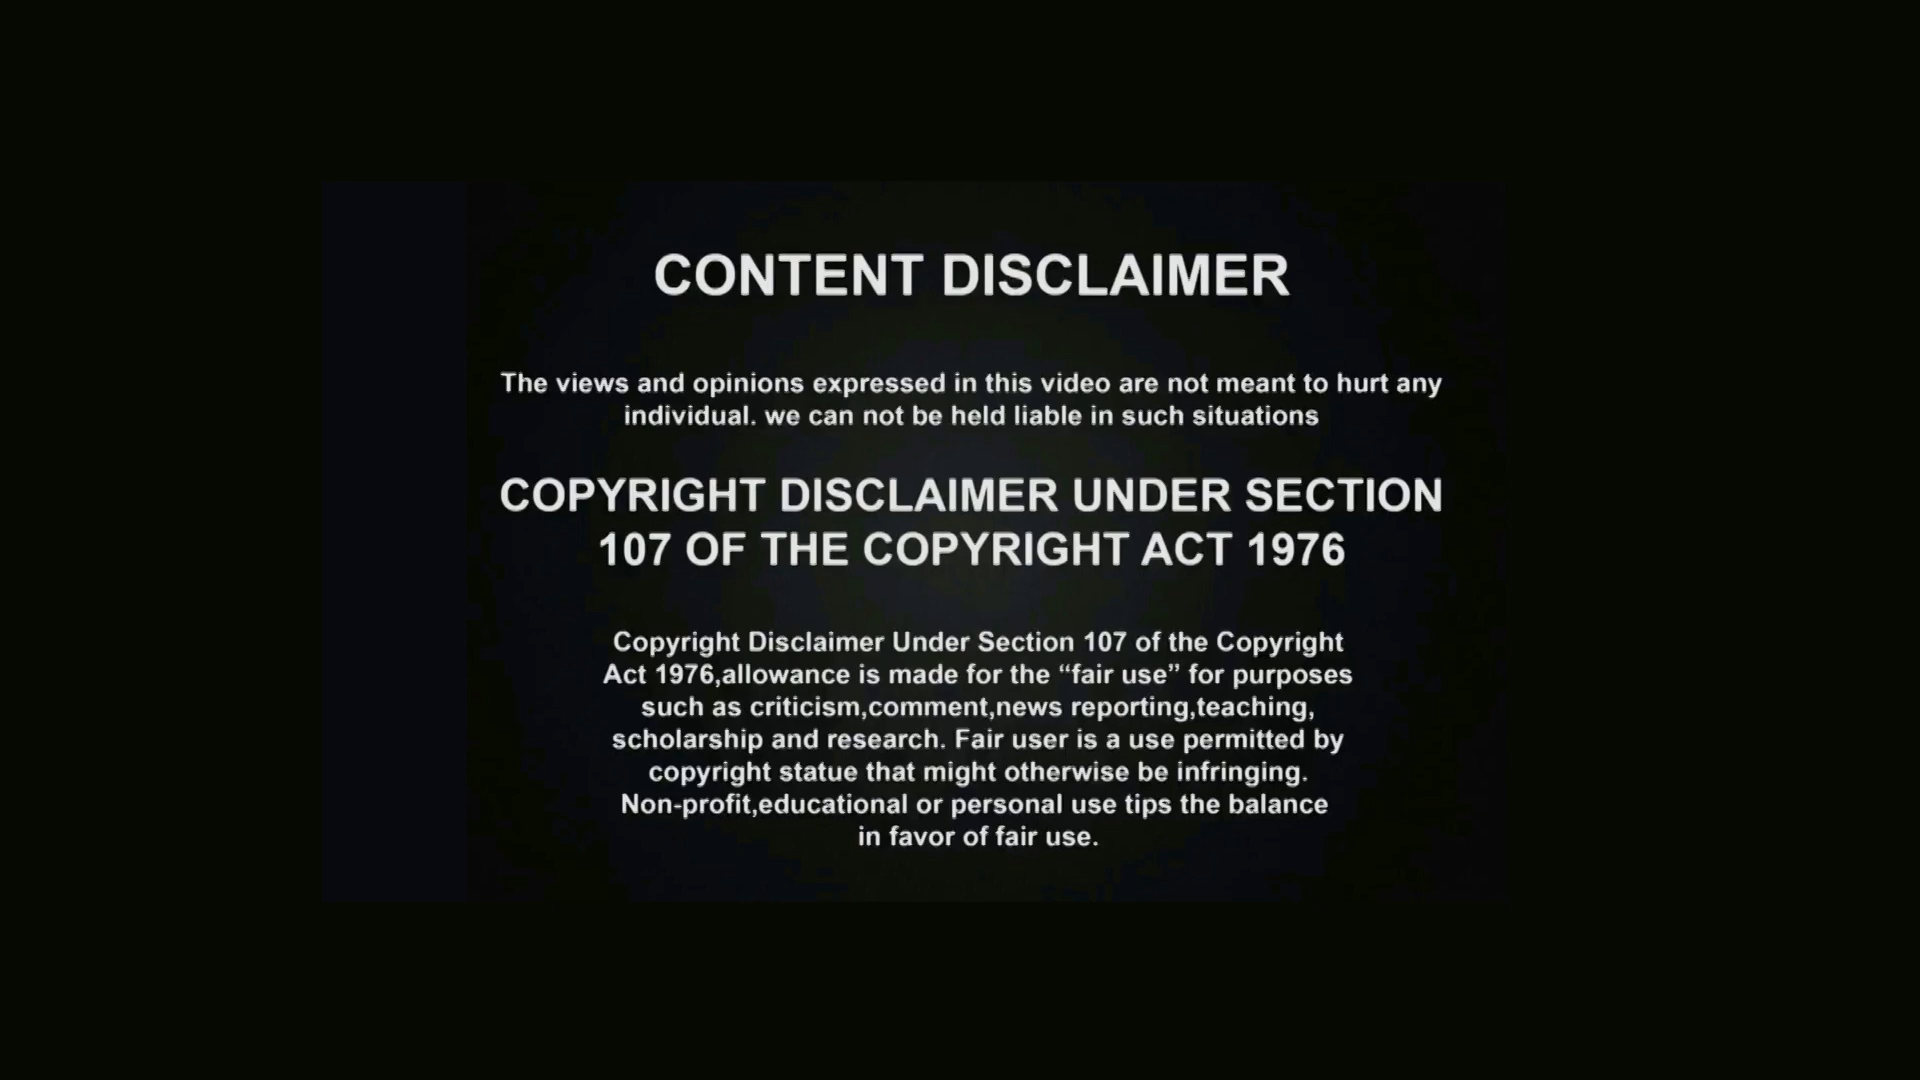 CONTENT DISCLAIMER
The views and opinions expressed in this video are not meant to hurt any
individual. we can not be held liable in such situations
COPYRIGHT DISCLAIMER UNDER SECTION
107 OF THE COPYRIGHT ACT 1976
Copyright Disclaimer Under Section 107 of the Copyright
Act 1976,allowance is made for the “fair use” for purposes
such as criticism,comment,news reporting,teaching,
scholarship and research. Fair user is a use permitted by
copyright statue that might otherwise be infringing.
Non-profit,educational or personal use tips the balance
in favor of fair use.